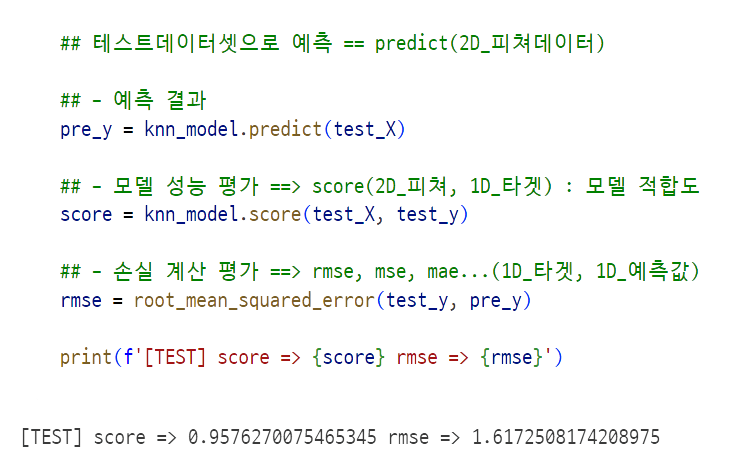 ## 테스트데이터셋으로 예측 == predict(2D_피쳐데이터)
## - 예측 결과
pre_y = knn_model.predict(test_X)
## - 모델 성능 평가 ==> score(2D_피쳐, 1D_타겟) : 모델 적합도
score = knn_model.score(test_X, test_y)
## - 손실 계산 평가 ==> rmse, mse, mae...(1D_타겟, 1D_예측값)
rmse = root_mean_squared_error(test_y, pre_y)
print(f'[TEST] score => {score} rmse => {rmse}')
[TEST] score => 0.9576270075465345 rmse => 1.6172508174208975